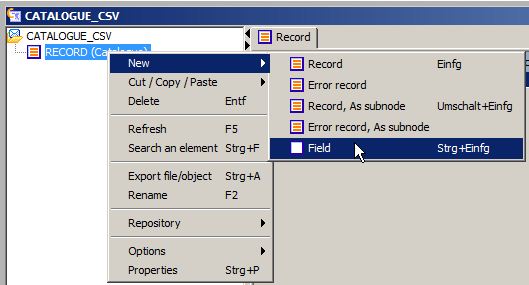 CATALOGUE_CSV
CATALOGUE_CSV
RECORD (Catalogue)
Record
New
Cut / Copy / Paste
Delete Entf
Refresh F5
Search an element Strg+F
Export file/object Strg+A
Rename F2
Repository
Options
Properties Strg+P
Record Einfg
Error record
Record, As subnode Umschalt+Einfg
Error record, As subnode
Field Strg+Einfg